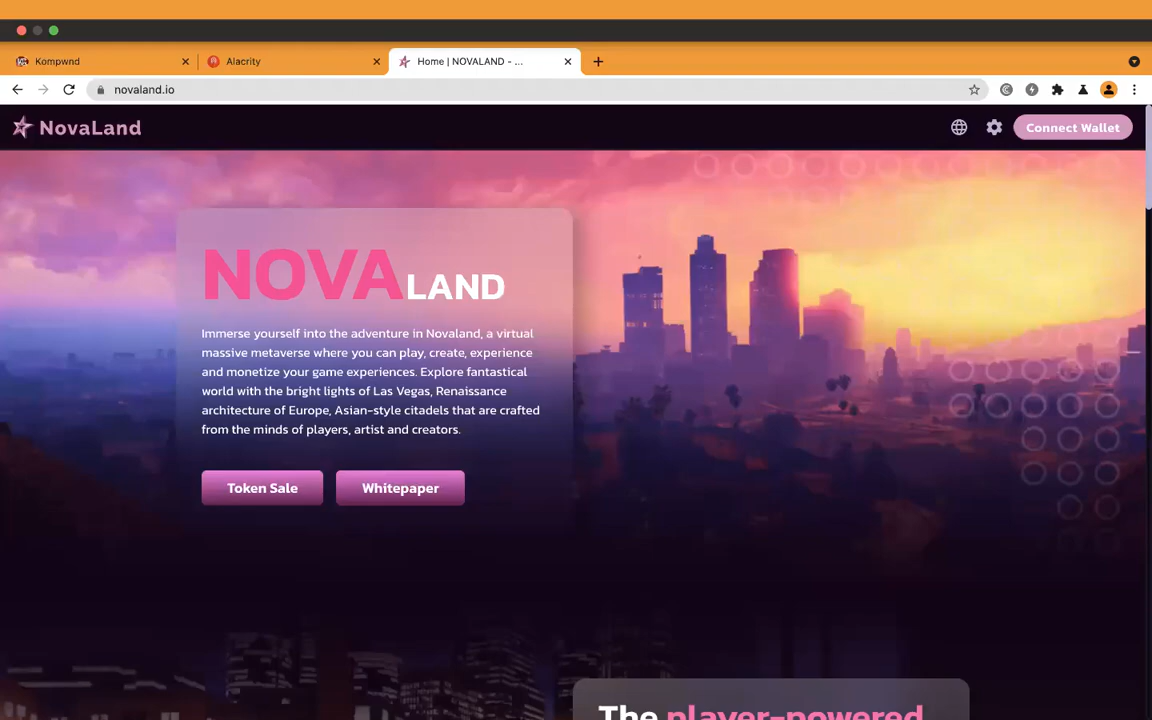 Kompwnd
Alacrity
Home | NOVALAND - ...
novaland.io
NovaLand
Connect Wallet
NOVALAND
Immerse yourself into the adventure in Novaland, a virtual
massive metaverse where you can play, create, experience
and monetize your game experiences. Explore fantastical
world with the bright lights of Las Vegas, Renaissance
architecture of Europe, Asian-style citadels that are crafted
from the minds of players, artist and creators.
Token Sale
Whitepaper
The player-powered